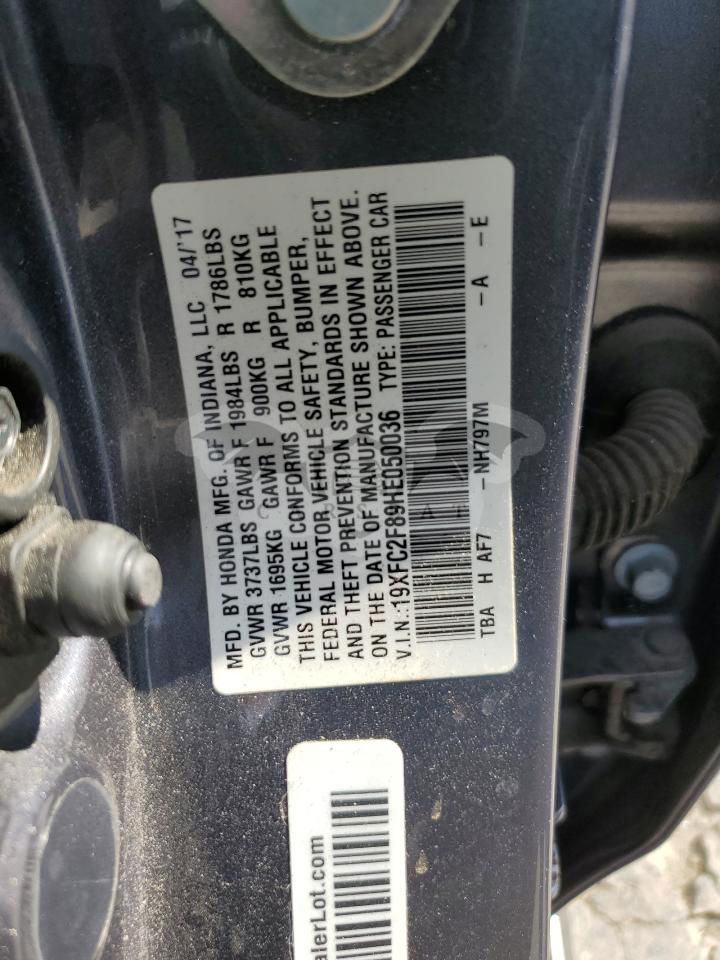 MFD. BY HONDA MFG. OF INDIANA, LLC 04/'17
GVWR 3737LBS GAWR F 1984LBS R 1786LBS
GVWR 1695KG GAWR F 900KG R 810KG
THIS VEHICLE CONFORMS TO ALL APPLICABLE
FEDERAL MOTOR VEHICLE SAFETY, BUMPER,
AND THEFT PREVENTION STANDARDS IN EFFECT
ON THE DATE OF MANUFACTURE SHOWN ABOVE.
V.I.N.:19XFC2F89HE050036 TYPE: PASSENGER CAR
TBA H AF7 -NH797M -A -E
alerLot.com